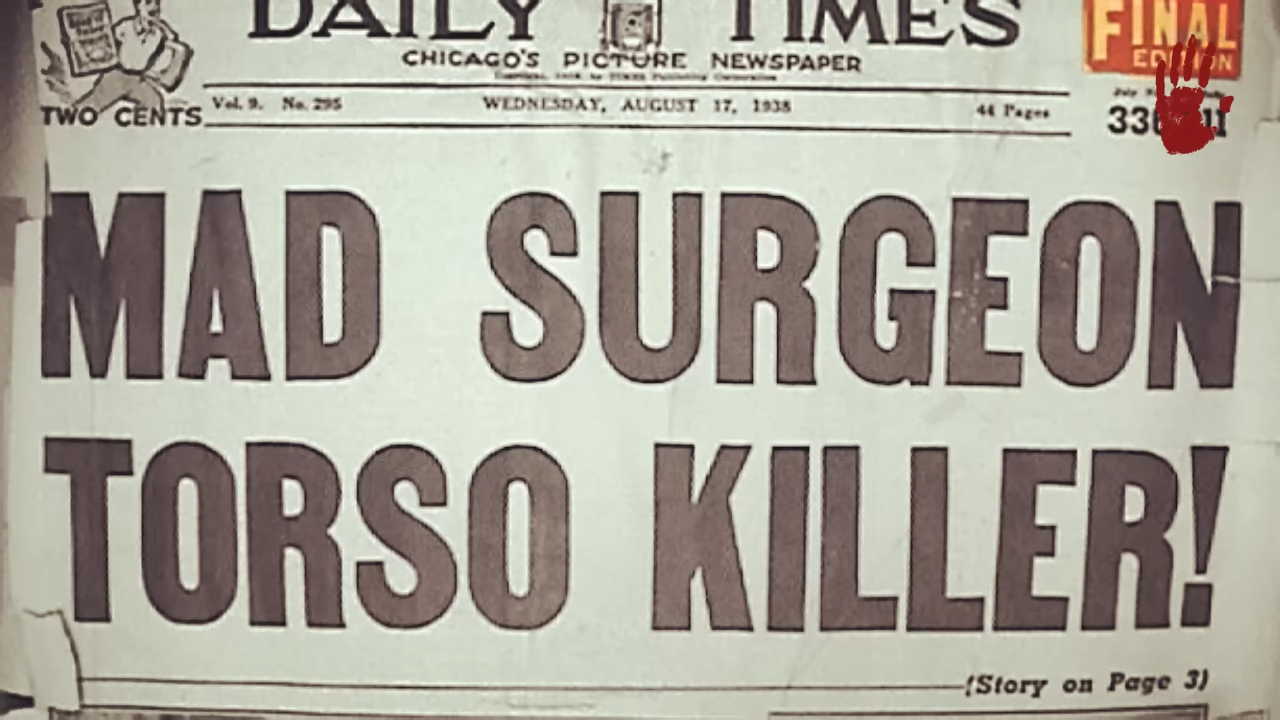 DAILY TIMES
FINAL
CHICAGO'S PICTURE NEWSPAPER
TWO CENTS
Vol. 9. No. 295
WEDNESDAY, AUGUST 17, 1938
44 Pages
MAD SURGEON
TORSO KILLER!
(Story on Page 3)